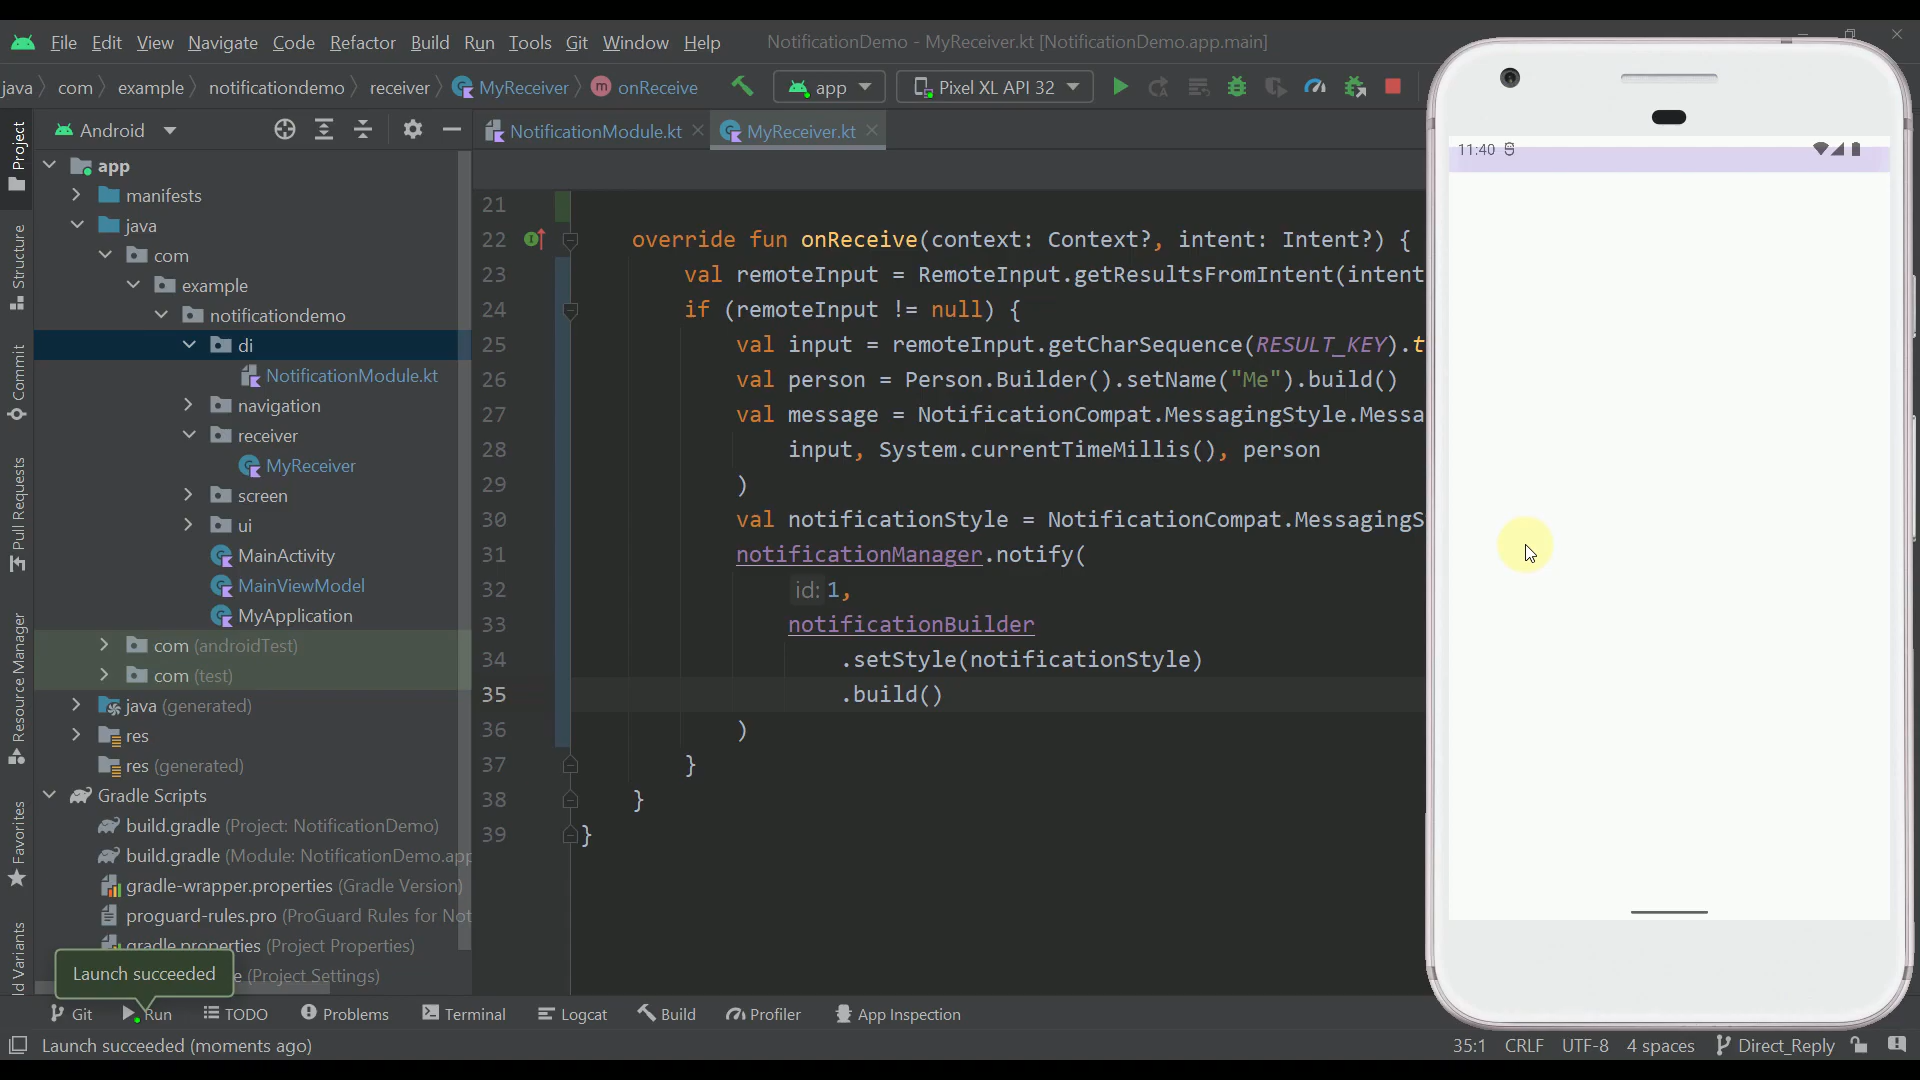 File Edit View Navigate Code Refactor Build Run Tools Git Window Help NotificationDemo - MyReceiver.kt [NotificationDemo.app.main]
java com example notificationdemo receiver MyReceiver onReceive app Pixel XL API 32
Android
NotificationModule.kt MyReceiver.kt
Project
Structure
Commit
Pull Requests
Resource Manager
Favorites
ld Variants
app
manifests
java
com
example
notificationdemo
di
NotificationModule.kt
navigation
receiver
MyReceiver
screen
ui
MainActivity
MainViewModel
MyApplication
com (androidTest)
com (test)
java (generated)
res
res (generated)
Gradle Scripts
build.gradle (Project: NotificationDemo)
build.gradle (Module: NotificationDemo.app
gradle-wrapper.properties (Gradle Version)
proguard-rules.pro (ProGuard Rules for Not
gradle.properties (Project Properties)
e (Project Settings)
Launch succeeded
21
22 override fun onReceive(context: Context?, intent: Intent?) {
23 val remoteInput = RemoteInput.getResultsFromIntent(intent
24 if (remoteInput != null) {
25 val input = remoteInput.getCharSequence(RESULT_KEY).t
26 val person = Person.Builder().setName("Me").build()
27 val message = NotificationCompat.MessagingStyle.Messa
28 input, System.currentTimeMillis(), person
29 )
30 val notificationStyle = NotificationCompat.MessagingS
31 notificationManager.notify(
32 id: 1,
33 notificationBuilder
34 .setStyle(notificationStyle)
35 .build()
36 )
37 }
38 }
39 }
11:40
Git Run TODO Problems Terminal Logcat Build Profiler App Inspection
Launch succeeded (moments ago) 35:1 CRLF UTF-8 4 spaces Direct_Reply